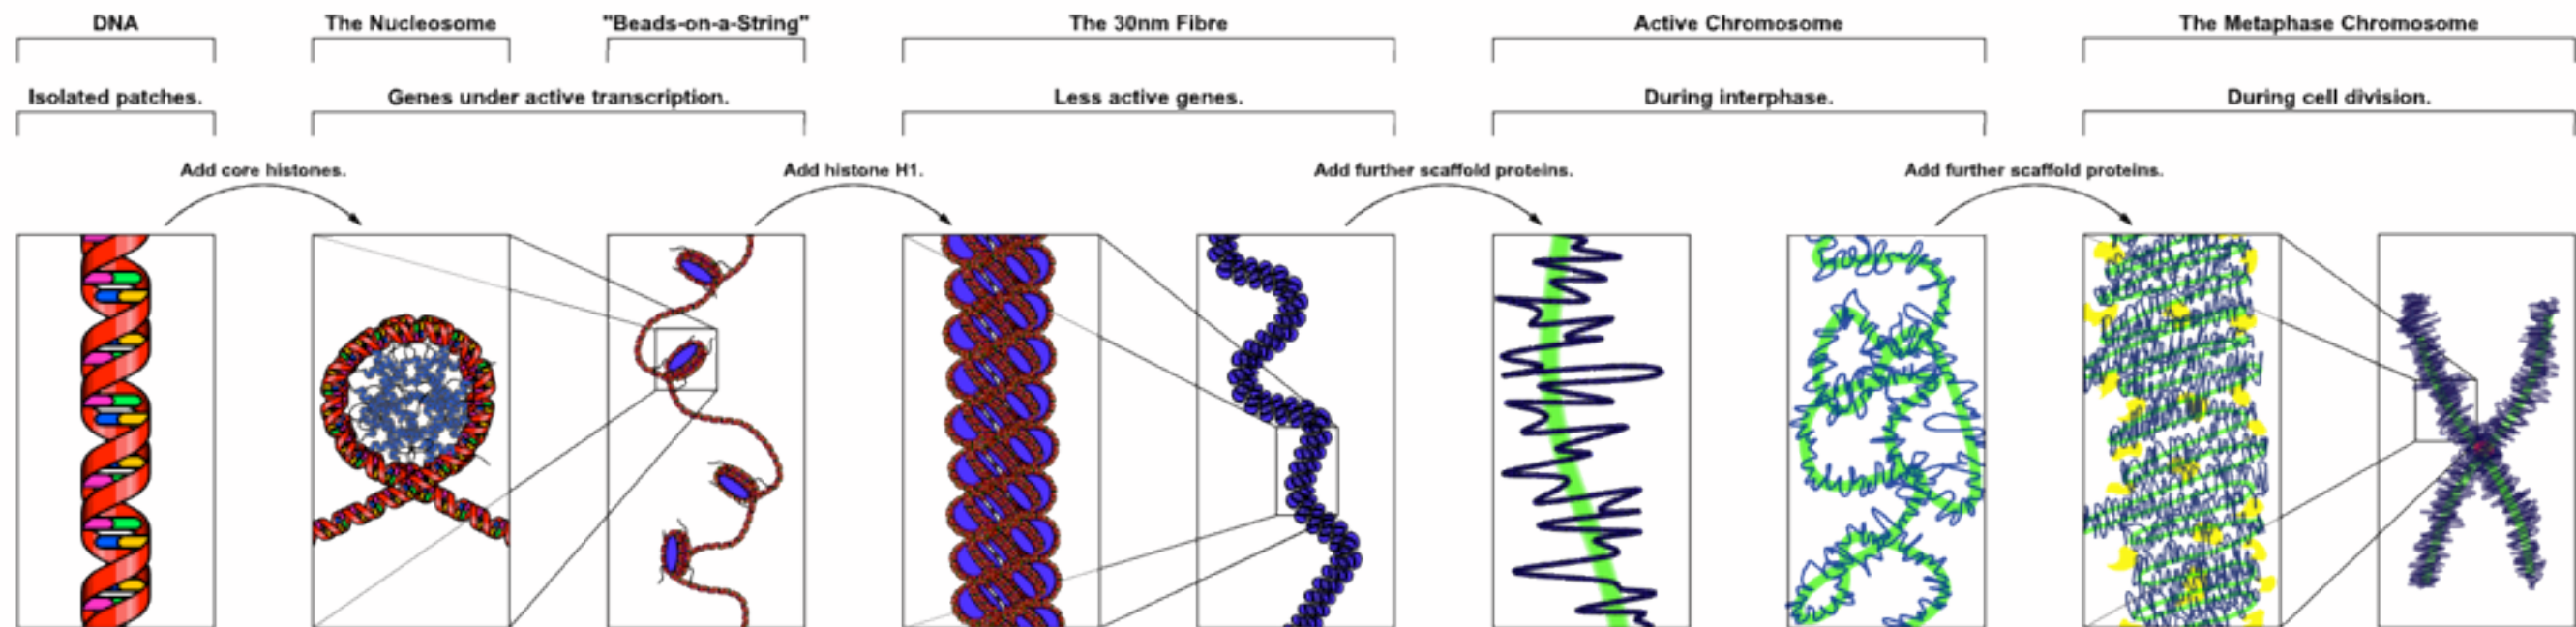 DNA
The Nucleosome
"Beads-on-a-String"
The 30nm Fibre
Active Chromosome
The Metaphase Chromosome
Isolated patches.
Genes under active transcription.
Less active genes.
During interphase.
During cell division.
Add core histones.
Add histone H1.
Add further scaffold proteins.
Add further scaffold proteins.